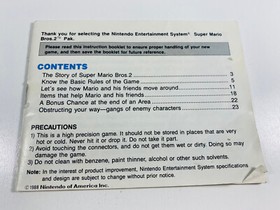 Thank you for selecting the Nintendo Entertainment System® Super Mario
Bros.2™ Pak.
Please read this instruction booklet to ensure proper handling of your new
game, and then save the booklet for future reference.
CONTENTS
The Story of Super Mario Bros.2 3
Know the Basic Rules of the Game 5
Let's see how Mario and his friends move around 11
Items that help Mario and his friends 18
A Bonus Chance at the end of an Area 22
Obstructing your way—gangs of enemy characters 23
PRECAUTIONS
1) This is a high precision game. It should not be stored in places that are very
hot or cold. Never hit or drop it. Do not take it apart.
2) Avoid touching the connectors, and do not get them wet or dirty. Doing so may
damage the game.
3) Do not clean with benzene, paint thinner, alcohol or other such solvents.
Note: In the interest of product improvement, Nintendo Entertainment System specifications
and design are subject to change without prior notice.
©1988 Nintendo of America Inc.